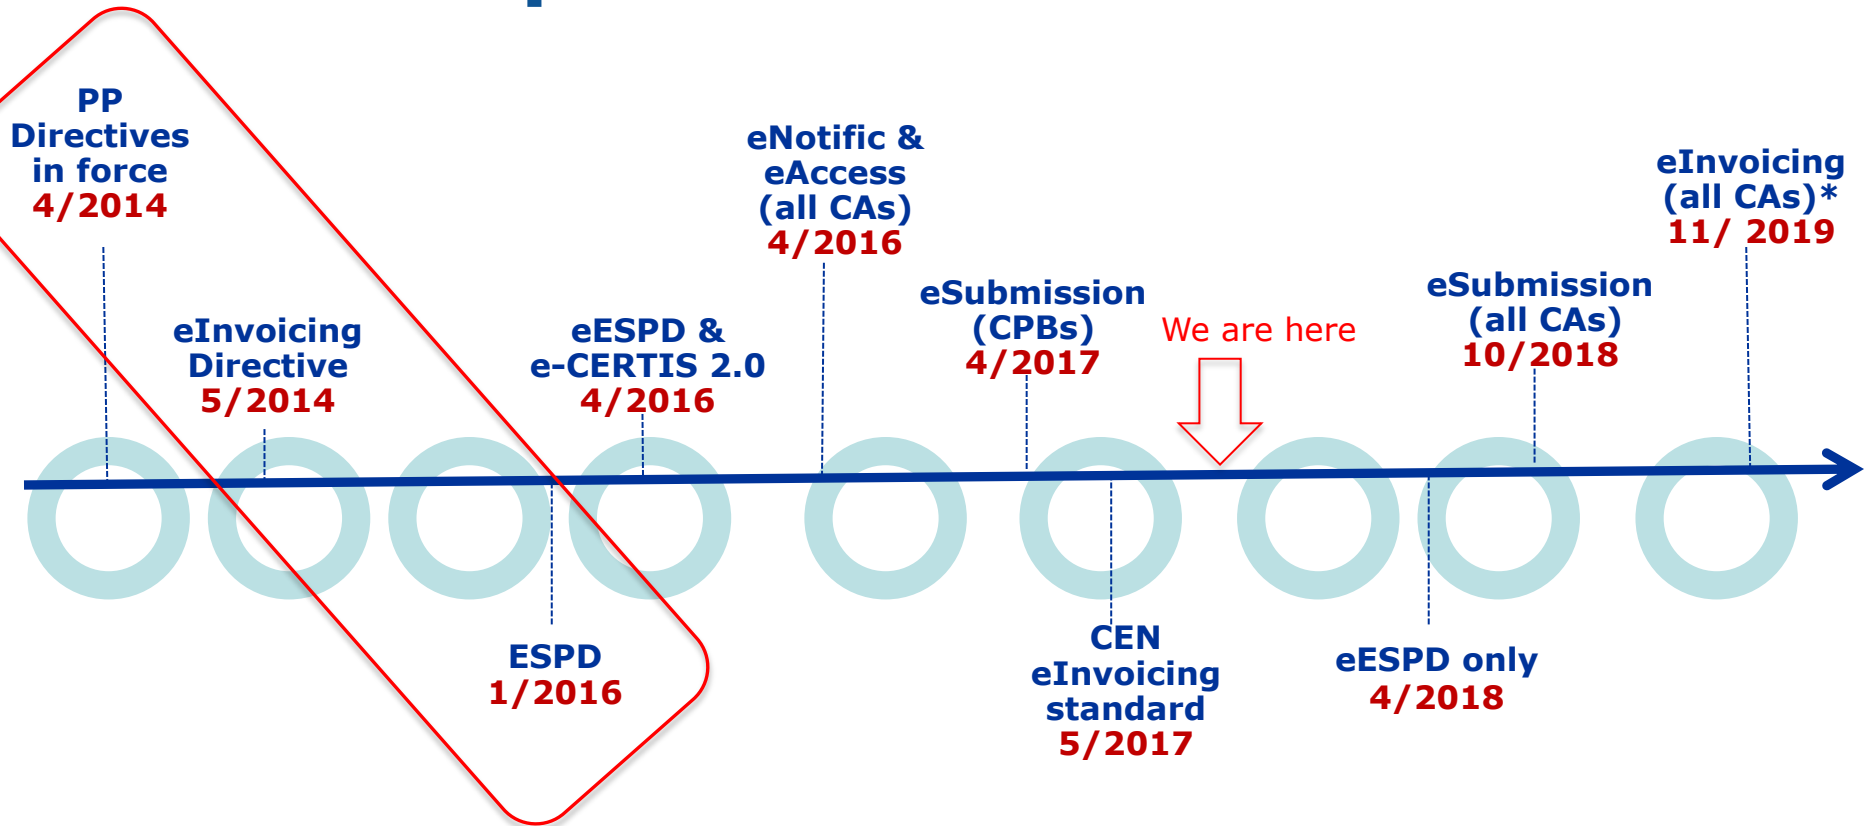 PP
Directives
in force
4/2014
eInvoicing
Directive
5/2014
ESPD
1/2016
eESPD &
e-CERTIS 2.0
4/2016
eNotific &
eAccess
(all CAs)
4/2016
eSubmission
(CPBs)
4/2017
CEN
eInvoicing
standard
5/2017
We are here
eESPD only
4/2018
eSubmission
(all CAs)
10/2018
eInvoicing
(all CAs)*
11/ 2019